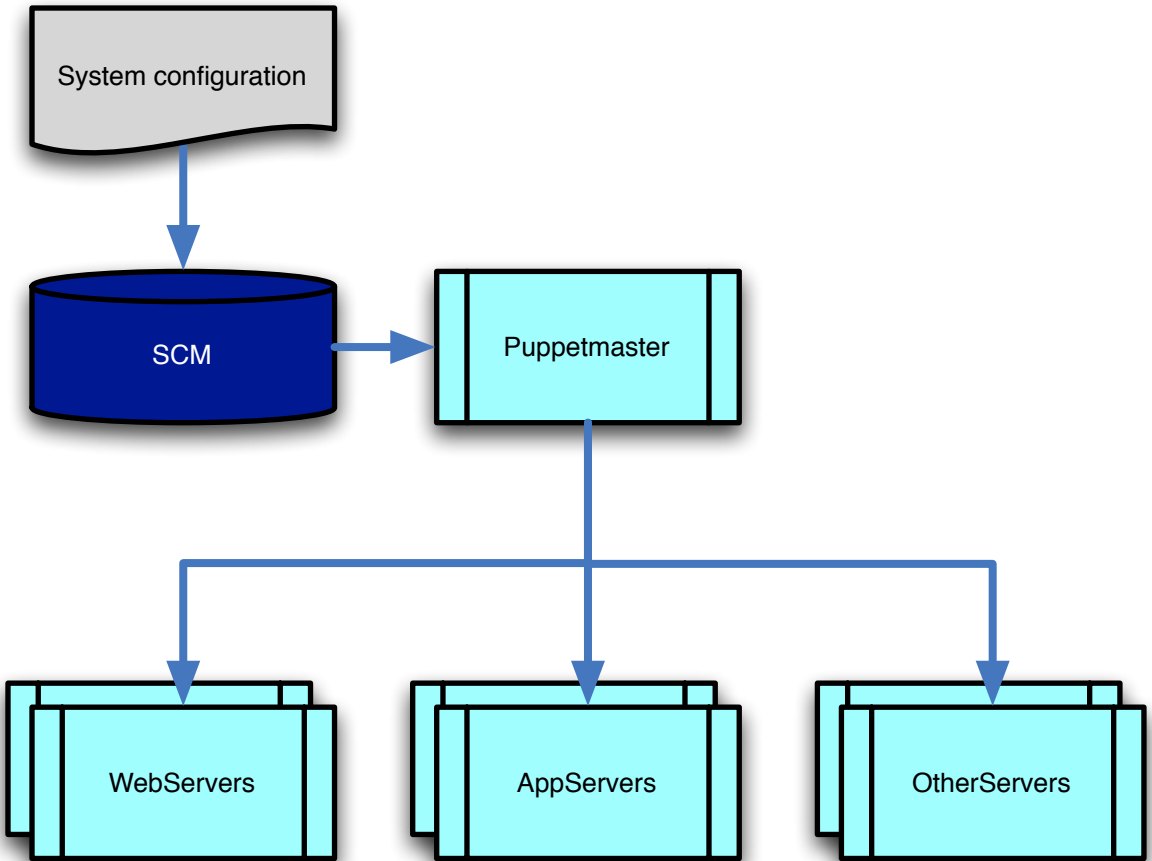 System configuration
SCM
Puppetmaster
WebServers
AppServers
OtherServers